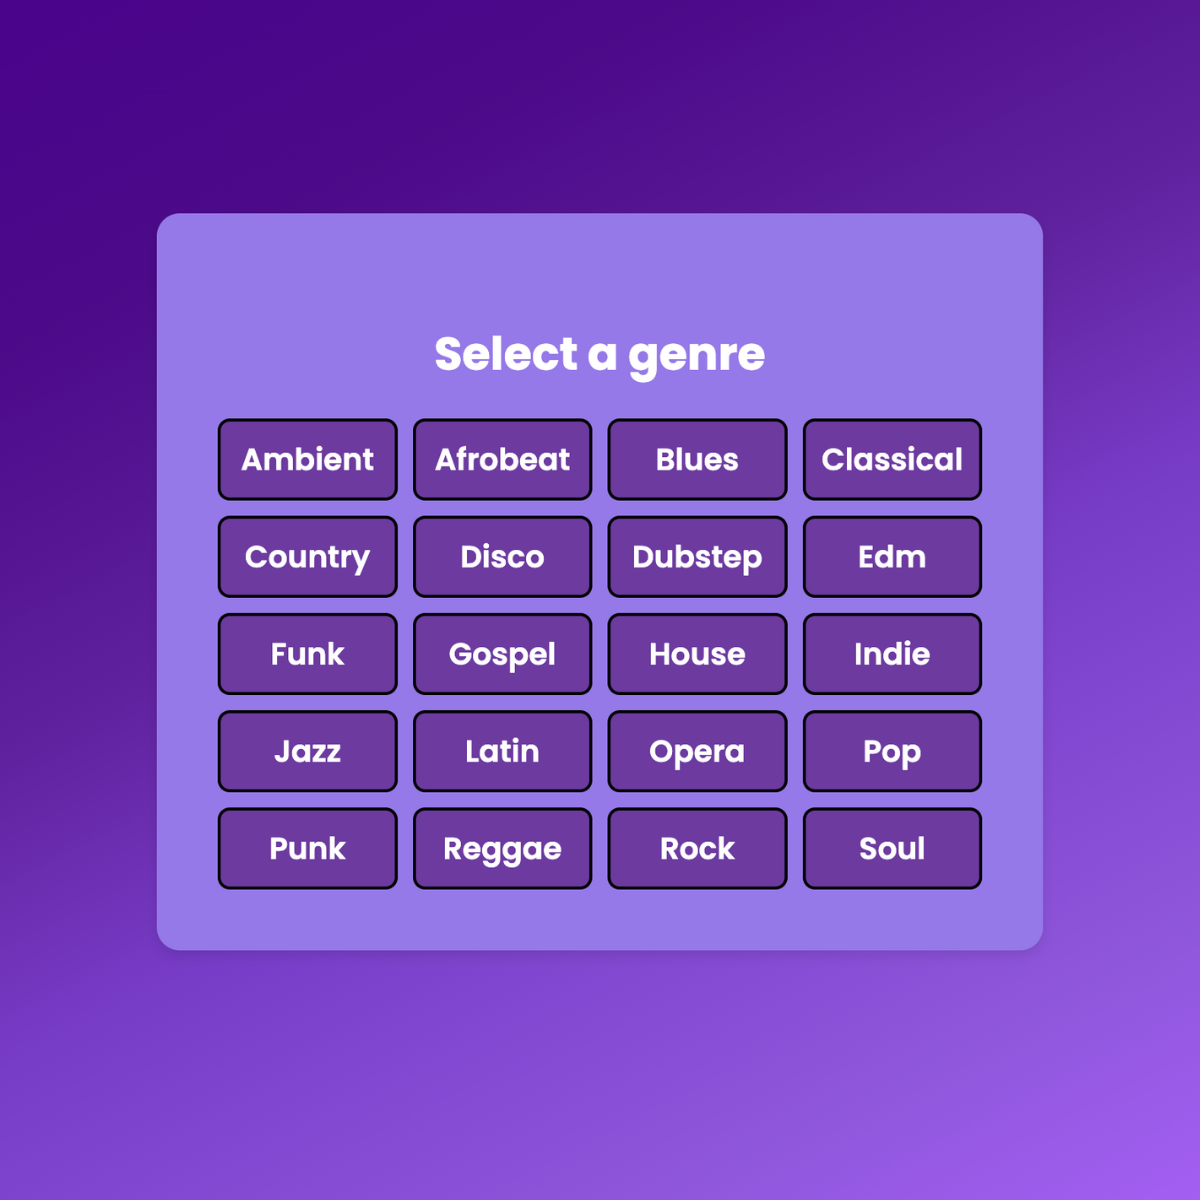 Select a genre
Ambient Afrobeat Blues Classical
Country Disco Dubstep Edm
Funk Gospel House Indie
Jazz Latin Opera Pop
Punk Reggae Rock Soul